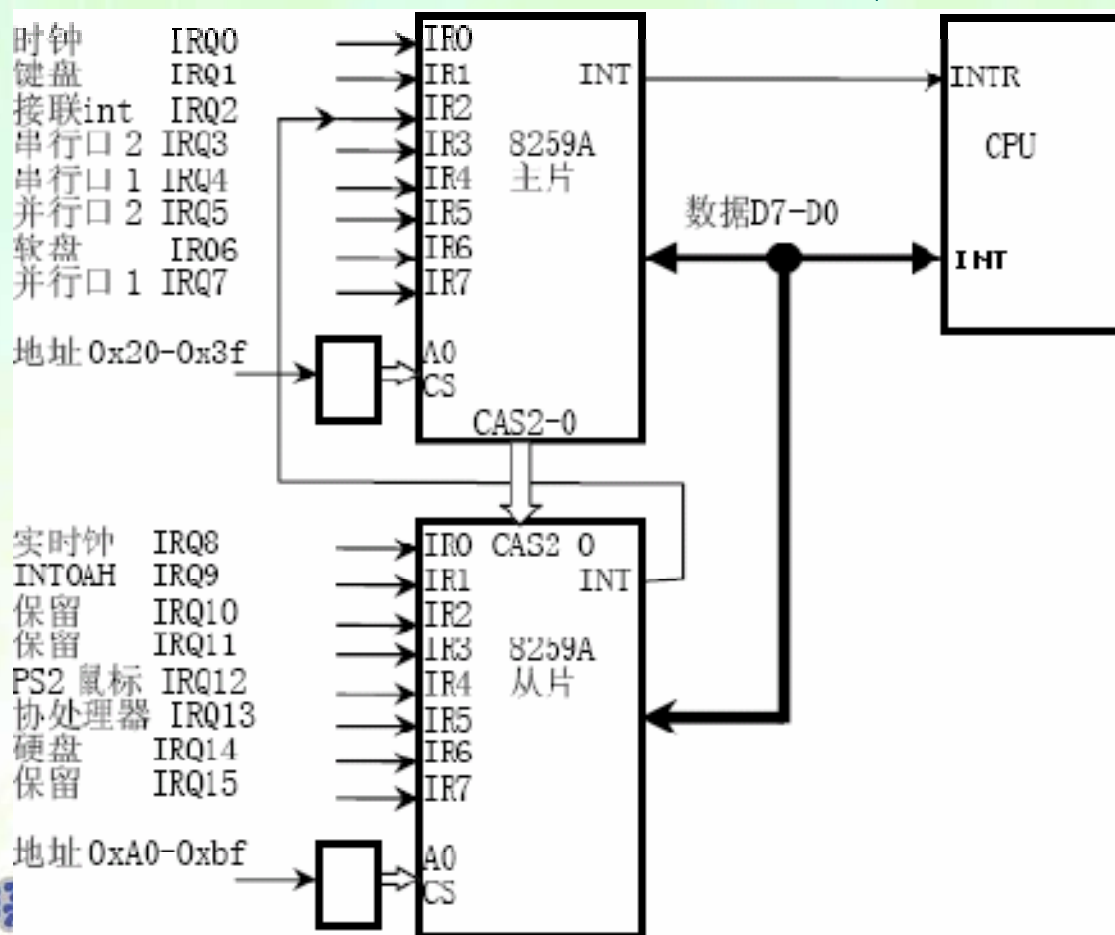 时钟 IRQ0
键盘 IRQ1
接联int IRQ2
串行口 2 IRQ3
串行口 1 IRQ4
并行口 2 IRQ5
软盘 IRO6
并行口 1 IRQ7
地址 0x20-0x3f
IR0
IR1
IR2
IR3
IR4
IR5
IR6
IR7
INT
8259A
主片
A0
CS
CAS2-0
INTR
CPU
数据D7-D0
INT
实时钟 IRQ8
INTOAH IRQ9
保留 IRQ10
保留 IRQ11
PS2 鼠标 IRQ12
协处理器 IRQ13
硬盘 IRQ14
保留 IRQ15
地址 0xA0-0xbf
IR0 CAS2 0
IR1
IR2
IR3
IR4
IR5
IR6
IR7
INT
8259A
从片
A0
CS